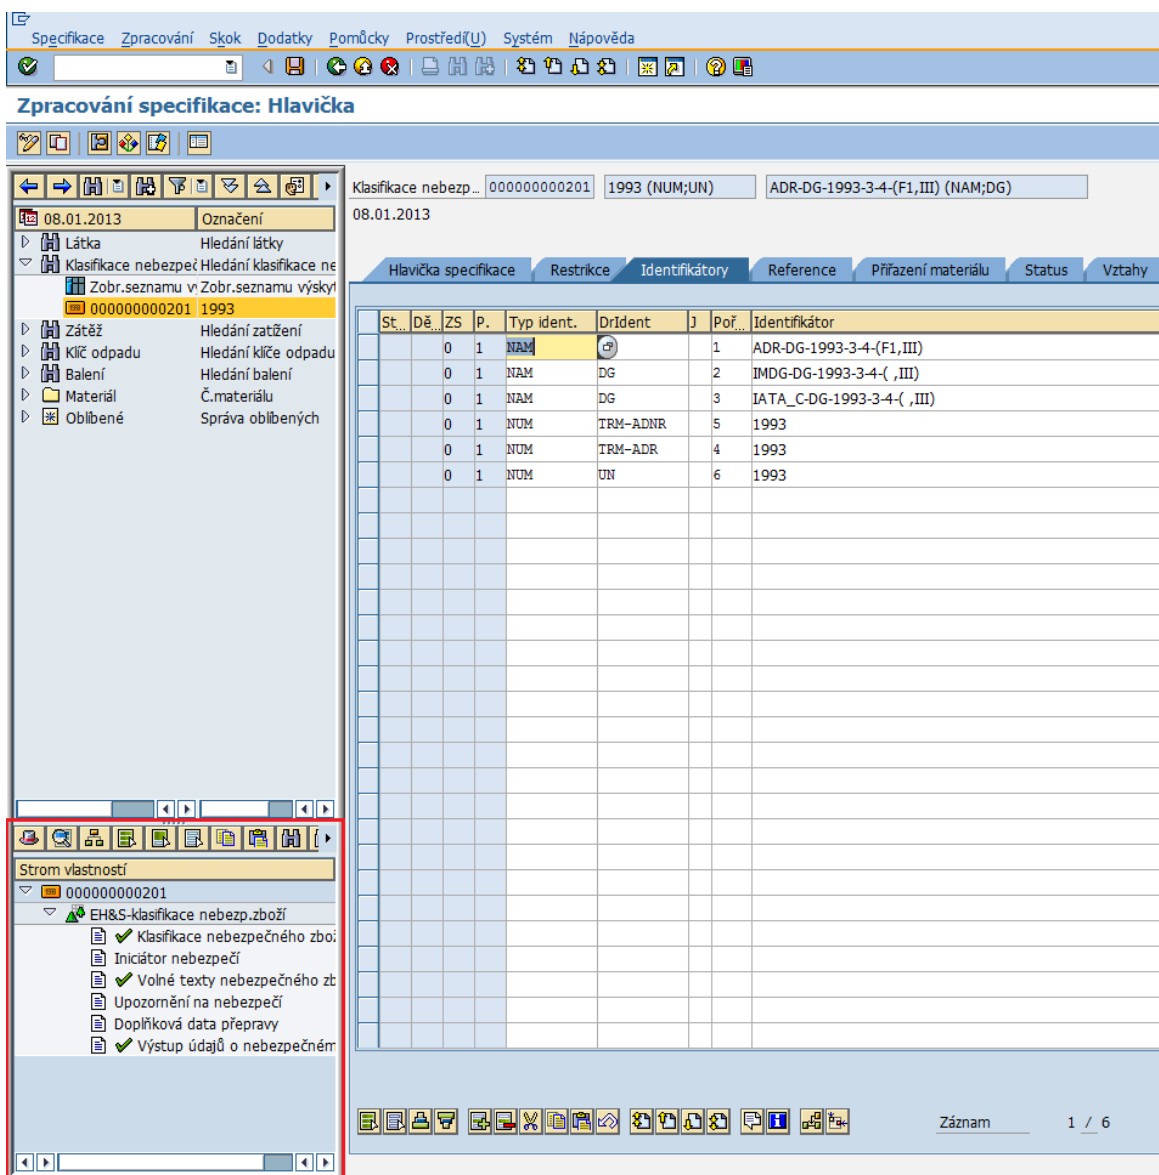 Specifikace Zpracování Skok Dodatky Pomůcky Prostředí(U) Systém Nápověda
Zpracování specifikace: Hlavička
Klasifikace nebezp.. 000000000201 1993 (NUM;UN) ADR-DG-1993-3-4-(F1,III) (NAM;DG)
08.01.2013
08.01.2013 Označení
Látka Hledání látky
Klasifikace nebezpeč Hledání klasifikace ne
Zobr.seznamu v Zobr.seznamu výskyt
000000000201 1993
Zátěž Hledání zatížení
Klíč odpadu Hledání klíče odpadu
Balení Hledání balení
Materiál Č.materiálu
Oblíbené Správa oblíbených
Hlavička specifikace Restrikce Identifikátory Reference Přiřazení materiálu Status Vztahy
St.. Dě.. ZS P. Typ ident. DrIdent J Poř.. Identifikátor
0 1 NAM 1 ADR-DG-1993-3-4-(F1,III)
0 1 NAM DG 2 IMDG-DG-1993-3-4-( ,III)
0 1 NAM DG 3 IATA_C-DG-1993-3-4-( ,III)
0 1 NUM TRM-ADNR 5 1993
0 1 NUM TRM-ADR 4 1993
0 1 NUM UN 6 1993
Strom vlastností
000000000201
EH&S-klasifikace nebezp.zboží
Klasifikace nebezpečného zbož
Iniciátor nebezpečí
Volné texty nebezpečného zb
Upozornění na nebezpečí
Doplňková data přepravy
Výstup údajů o nebezpečném
Záznam 1 / 6